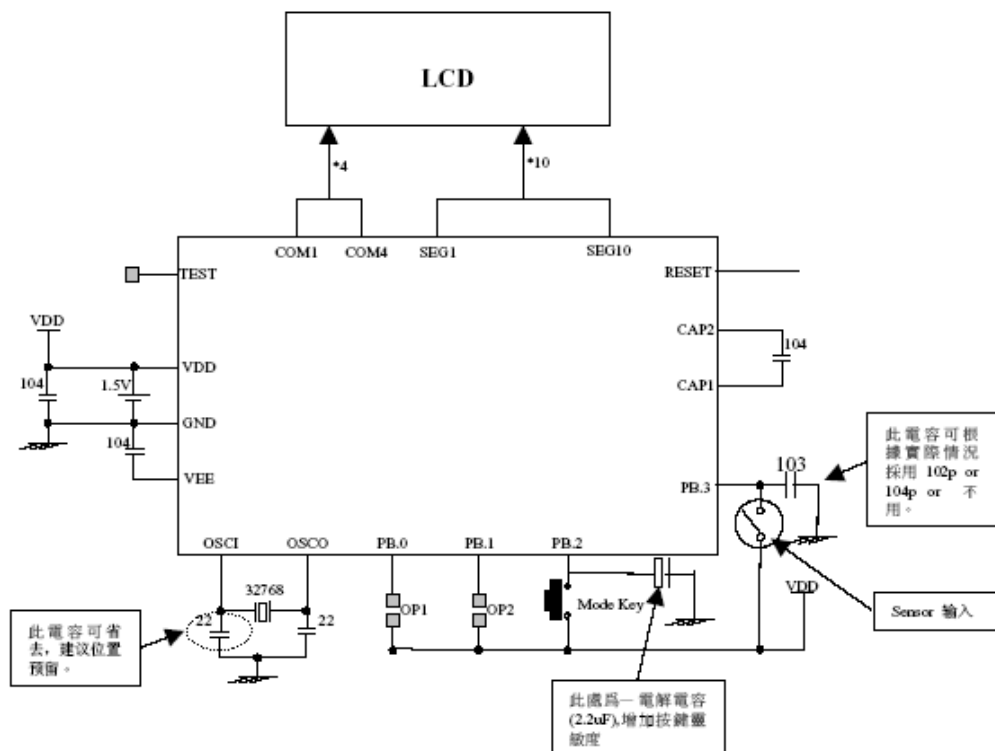 LCD
*4
*10
COM1
COM4
SEG1
SEG10
TEST
RESET
VDD
CAP2
104
VDD
104
1.5V
CAP1
GND
104
VEE
此電容可根
據實際情況
採用 102p or
104p or 不
用。
103
PB.3
OSCI
OSCO
PB.0
PB.1
PB.2
32768
VDD
OP1
OP2
Mode Key
Sensor 输入
22
22
此電容可省
去，建议位置
预留。
此處爲一電解電容
(2.2uF),增加按鍵靈
敏度